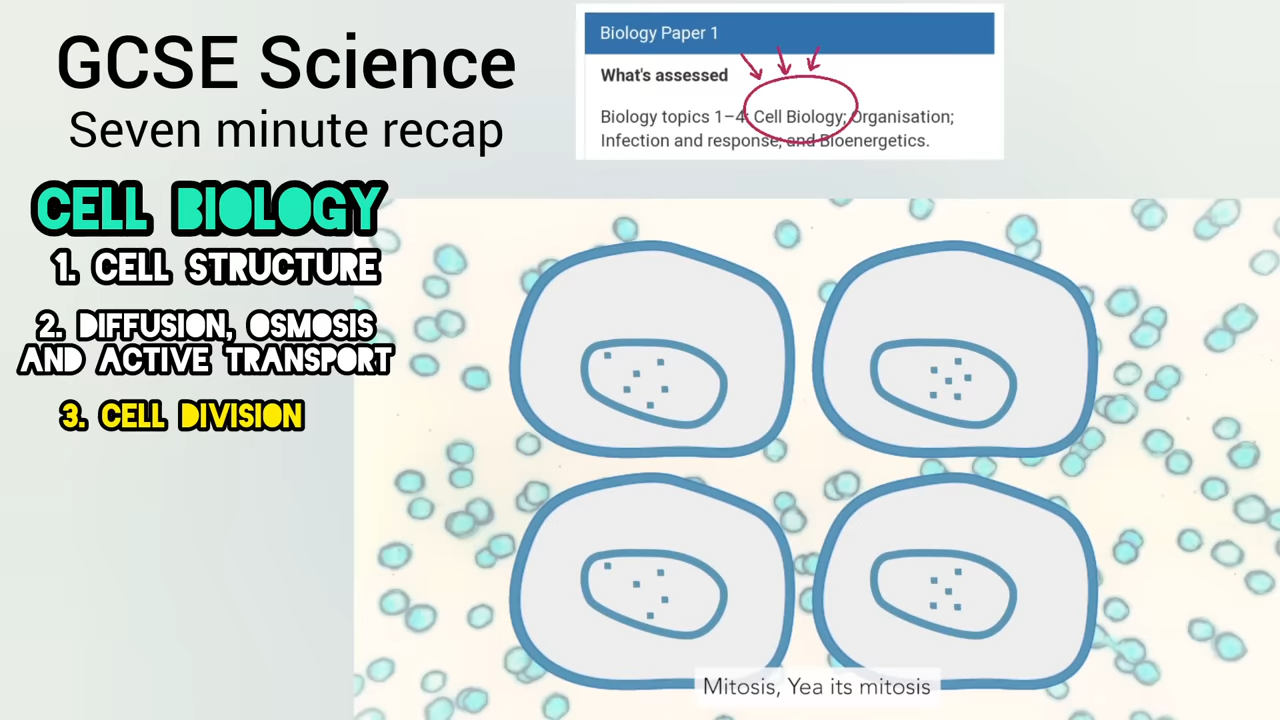 GCSE Science
Seven minute recap
Biology Paper 1
What's assessed
Biology topics 1–4: Cell Biology; Organisation;
Infection and response; and Bioenergetics.
CELL BIOLOGY
1. CELL STRUCTURE
2. DIFFUSION, OSMOSIS
AND ACTIVE TRANSPORT
3. CELL DIVISION
Mitosis, Yea its mitosis